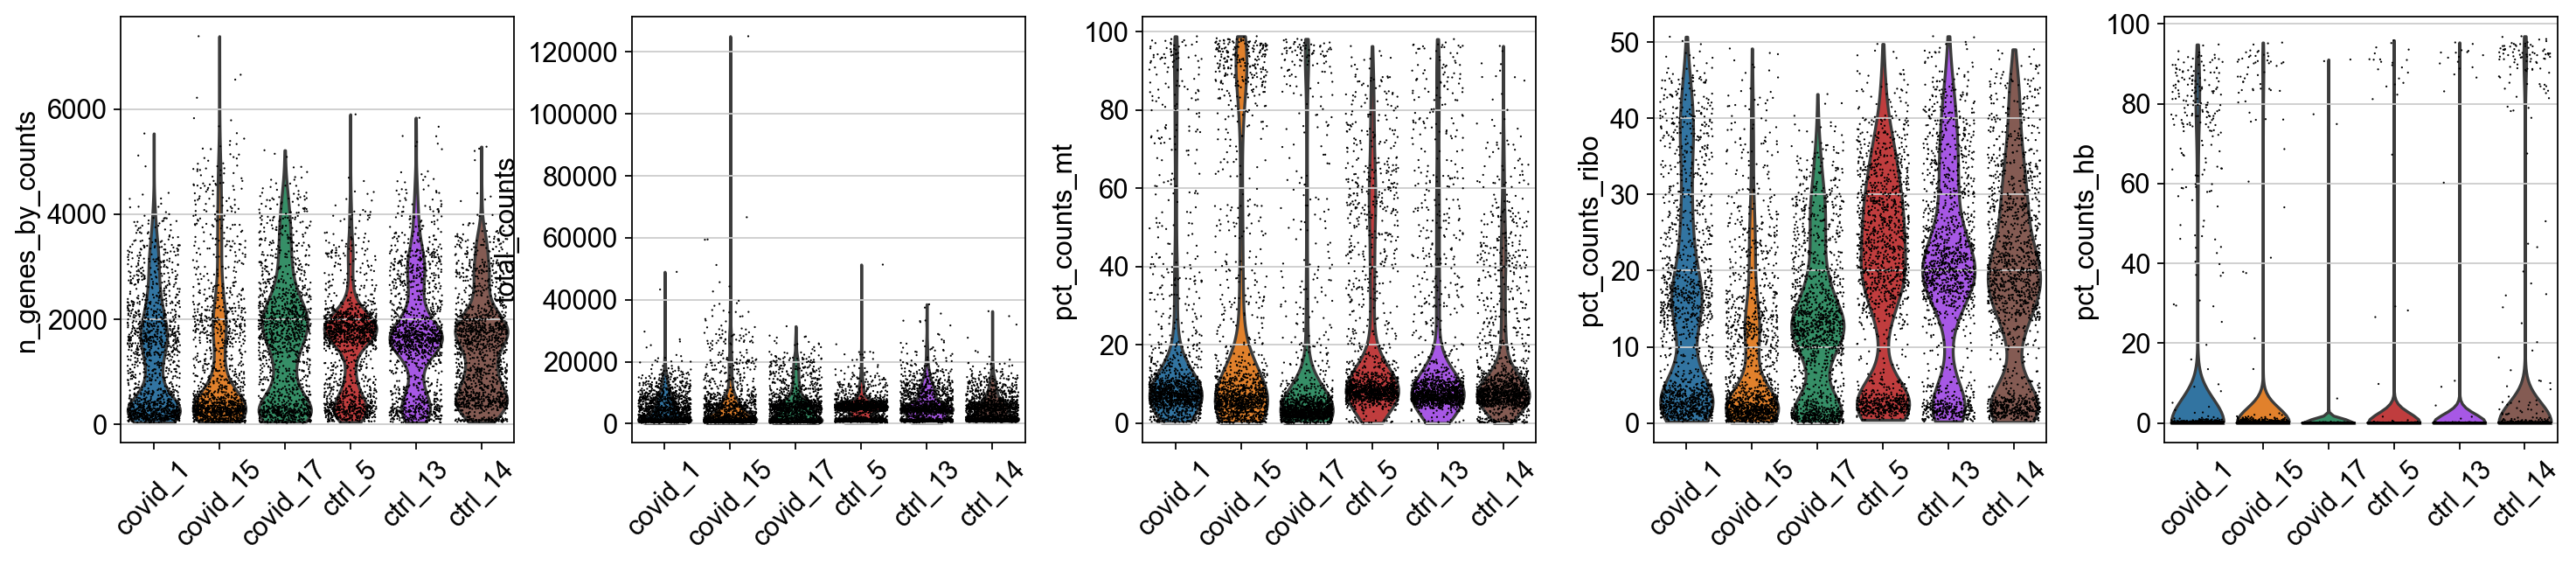 n_genes_by_counts
6000
4000
2000
0
covid_1
covid_15
covid_17
ctrl_5
ctrl_13
ctrl_14
total_counts
120000
100000
80000
60000
40000
20000
0
covid_1
covid_15
covid_17
ctrl_5
ctrl_13
ctrl_14
pct_counts_mt
100
80
60
40
20
0
covid_1
covid_15
covid_17
ctrl_5
ctrl_13
ctrl_14
pct_counts_ribo
50
40
30
20
10
0
covid_1
covid_15
covid_17
ctrl_5
ctrl_13
ctrl_14
pct_counts_hb
100
80
60
40
20
0
covid_1
covid_15
covid_17
ctrl_5
ctrl_13
ctrl_14